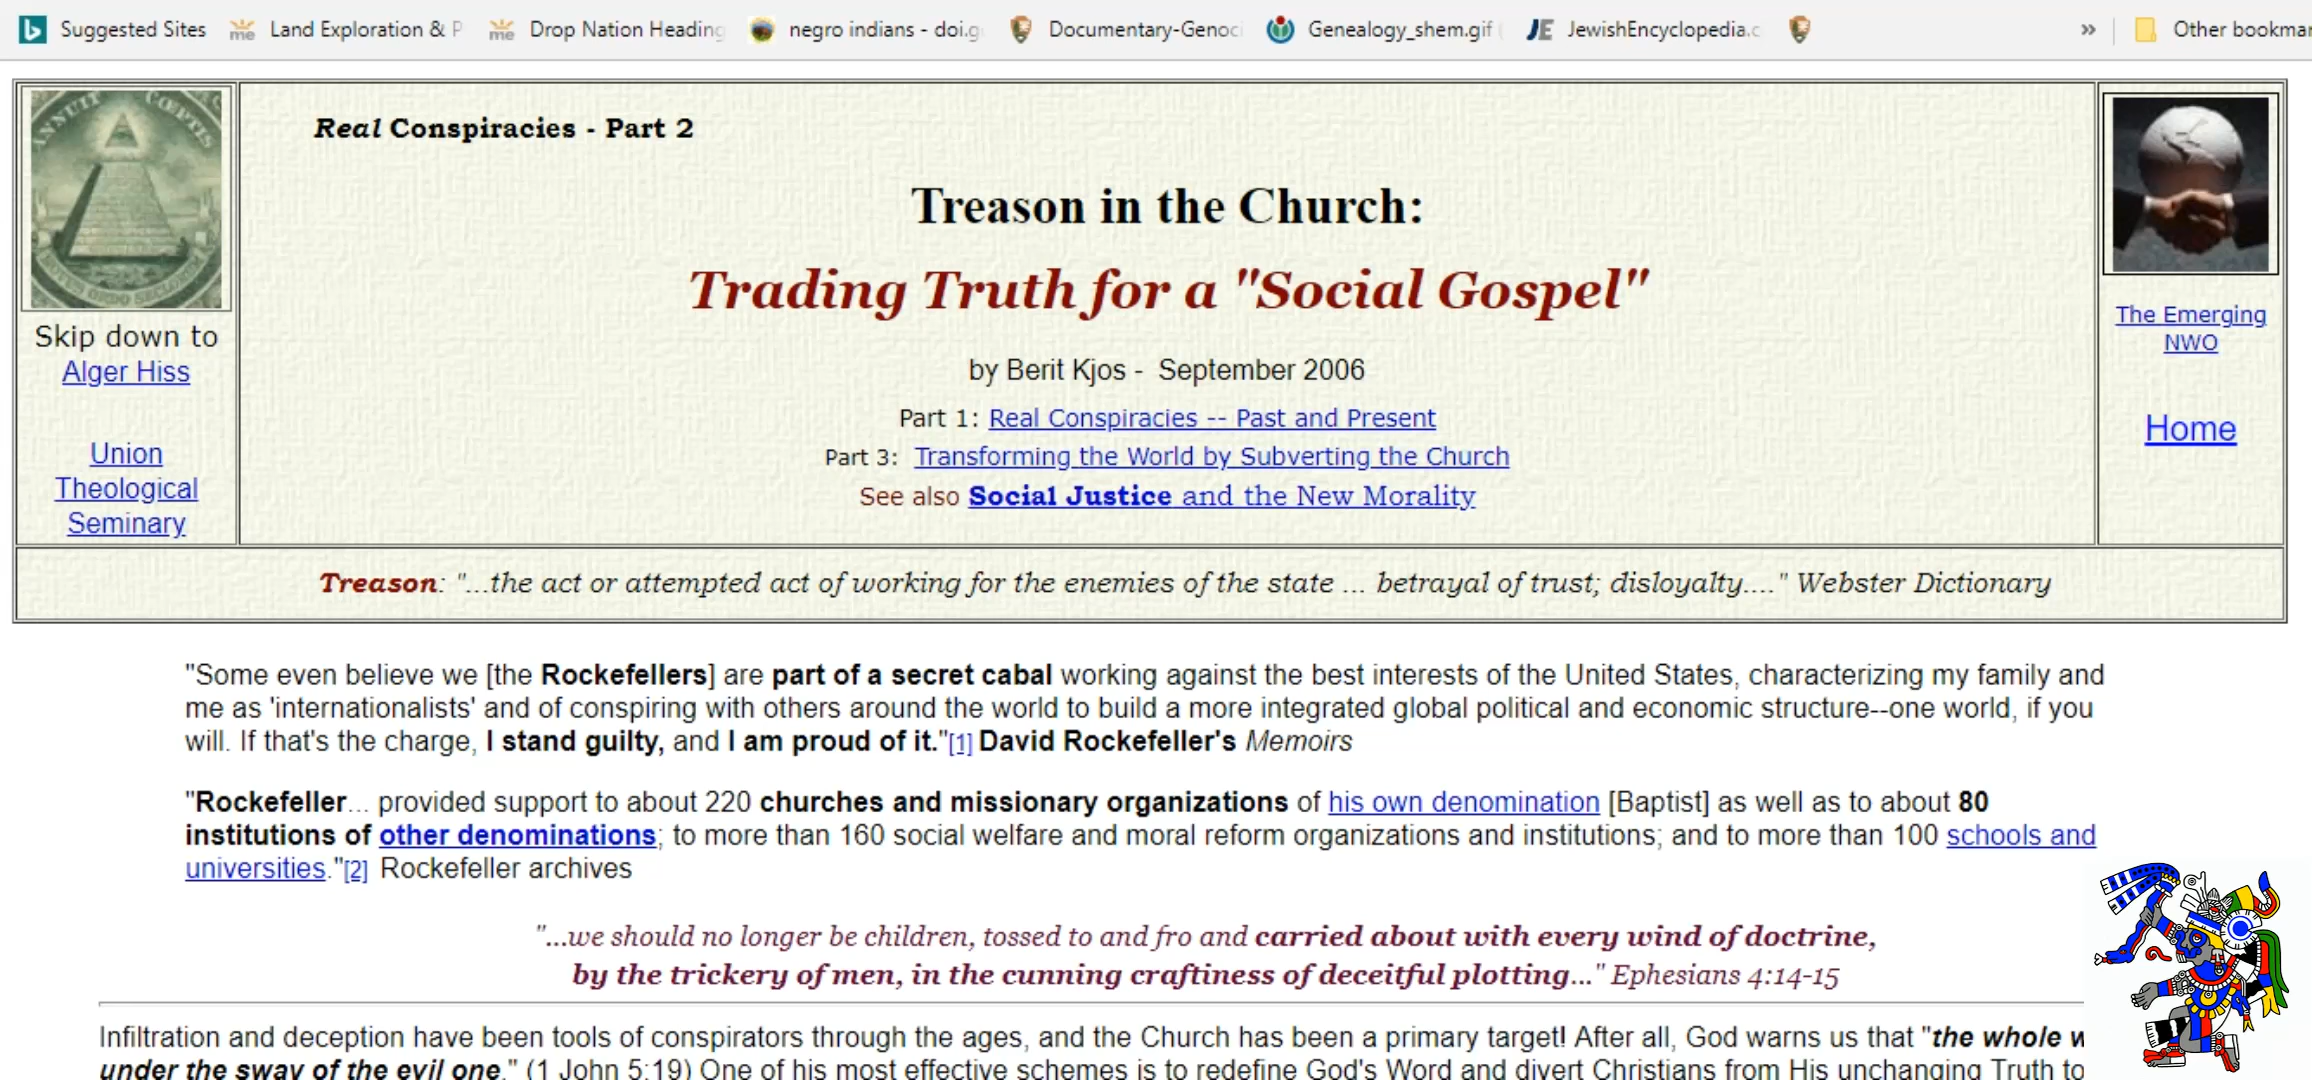 Suggested Sites
Land Exploration & P
Drop Nation Heading
negro indians - doi.g
Documentary-Genoc
Genealogy_shem.gif
JewishEncyclopedia.c
»
Other bookmar
ANNUIT CŒPTIS
Skip down to
Alger Hiss
Union
Theological
Seminary
Real Conspiracies - Part 2
Treason in the Church:
Trading Truth for a "Social Gospel"
by Berit Kjos - September 2006
Part 1: Real Conspiracies -- Past and Present
Part 3: Transforming the World by Subverting the Church
See also Social Justice and the New Morality
The Emerging
NWO
Home
Treason: "...the act or attempted act of working for the enemies of the state ... betrayal of trust; disloyalty...." Webster Dictionary
"Some even believe we [the Rockefellers] are part of a secret cabal working against the best interests of the United States, characterizing my family and
me as 'internationalists' and of conspiring with others around the world to build a more integrated global political and economic structure--one world, if you
will. If that's the charge, I stand guilty, and I am proud of it."[1] David Rockefeller's Memoirs
"Rockefeller... provided support to about 220 churches and missionary organizations of his own denomination [Baptist] as well as to about 80
institutions of other denominations; to more than 160 social welfare and moral reform organizations and institutions; and to more than 100 schools and
universities."[2] Rockefeller archives
"...we should no longer be children, tossed to and fro and carried about with every wind of doctrine,
by the trickery of men, in the cunning craftiness of deceitful plotting..." Ephesians 4:14-15
Infiltration and deception have been tools of conspirators through the ages, and the Church has been a primary target! After all, God warns us that "the whole w
under the sway of the evil one." (1 John 5:19) One of his most effective schemes is to redefine God's Word and divert Christians from His unchanging Truth to